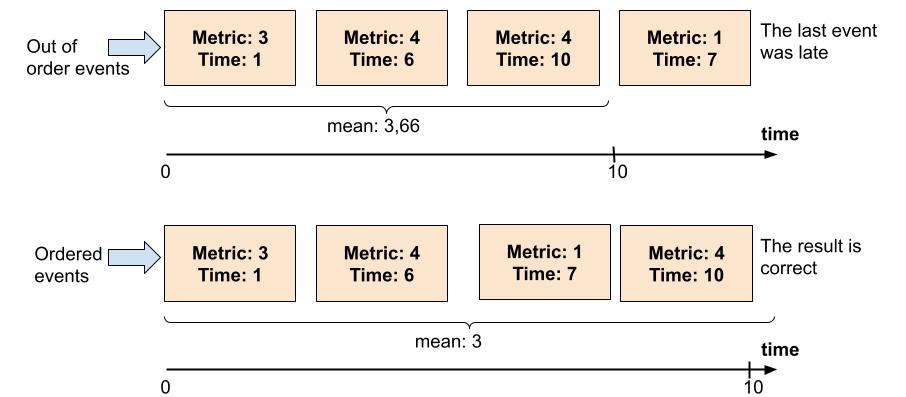 Out of
order events
Metric: 3
Time: 1
Metric: 4
Time: 6
Metric: 4
Time: 10
Metric: 1
Time: 7
The last event
was late
mean: 3,66
time
0
10
Ordered
events
Metric: 3
Time: 1
Metric: 4
Time: 6
Metric: 1
Time: 7
Metric: 4
Time: 10
The result is
correct
mean: 3
time
0
10